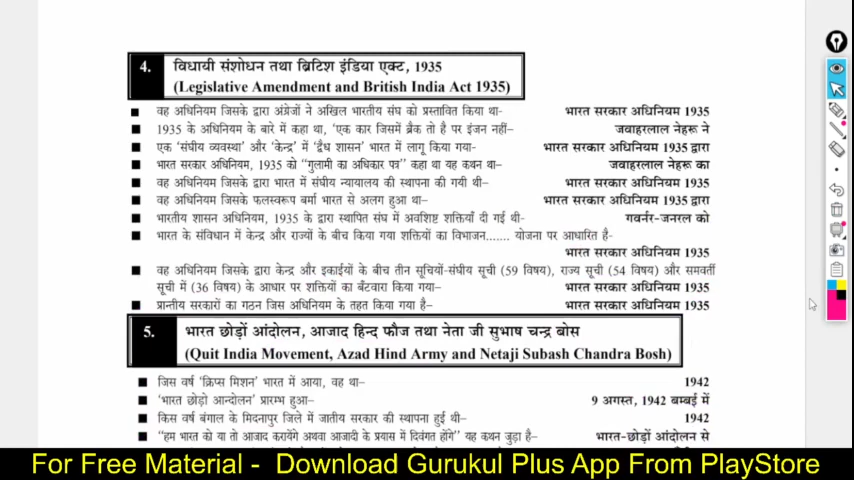 4. विधायी संशोधन तथा ब्रिटिश इंडिया एक्ट, 1935
(Legislative Amendment and British India Act 1935)
■ वह अधिनियम जिसके द्वारा अंग्रेजों ने अखिल भारतीय संघ को प्रस्तावित किया था- भारत सरकार अधिनियम 1935
■ 1935 के अधिनियम के बारे में कहा था, 'एक कार जिसमें ब्रैक तो है पर इंजन नहीं- जवाहरलाल नेहरू ने
■ एक 'संघीय व्यवस्था' और 'केन्द्र' में 'द्वैध शासन' भारत में लागू किया गया- भारत सरकार अधिनियम 1935 द्वारा
■ भारत सरकार अधिनियम, 1935 को "गुलामी का अधिकार पत्र" कहा था यह कथन था- जवाहरलाल नेहरू का
■ वह अधिनियम जिसके द्वारा भारत में संघीय न्यायालय की स्थापना की गयी थी- भारत सरकार अधिनियम 1935
■ वह अधिनियम जिसके फलस्वरूप बर्मा भारत से अलग हुआ था- भारत सरकार अधिनियम 1935 द्वारा
■ भारतीय शासन अधिनियम, 1935 के द्वारा स्थापित संघ में अवशिष्ट शक्तियाँ दी गई थी- गवर्नर-जनरल को
■ भारत के संविधान में केन्द्र और राज्यों के बीच किया गया शक्तियों का विभाजन....... योजना पर आधारित है-
भारत सरकार अधिनियम 1935
■ वह अधिनियम जिसके द्वारा केन्द्र और इकाईयों के बीच तीन सूचियों-संघीय सूची (59 विषय), राज्य सूची (54 विषय) और समवर्ती
सूची में (36 विषय) के आधार पर शक्तियों का बँटवारा किया गया- भारत सरकार अधिनियम 1935
■ प्रान्तीय सरकारों का गठन जिस अधिनियम के तहत किया गया है- भारत सरकार अधिनियम 1935
5. भारत छोड़ों आंदोलन, आजाद हिन्द फौज तथा नेता जी सुभाष चन्द्र बोस
(Quit India Movement, Azad Hind Army and Netaji Subash Chandra Bosh)
■ जिस वर्ष 'क्रिप्स मिशन' भारत में आया, वह था- 1942
■ 'भारत छोड़ो आन्दोलन' प्रारम्भ हुआ- 9 अगस्त, 1942 बम्बई में
■ किस वर्ष बंगाल के मिदनापुर जिले में जातीय सरकार की स्थापना हुई थी- 1942
■ "हम भारत को या तो आजाद करायेंगे अथवा आजादी के प्रयास में दिवंगत होंगे" यह कथन जुड़ा है- भारत-छोड़ों आंदोलन से
For Free Material - Download Gurukul Plus App From PlayStore